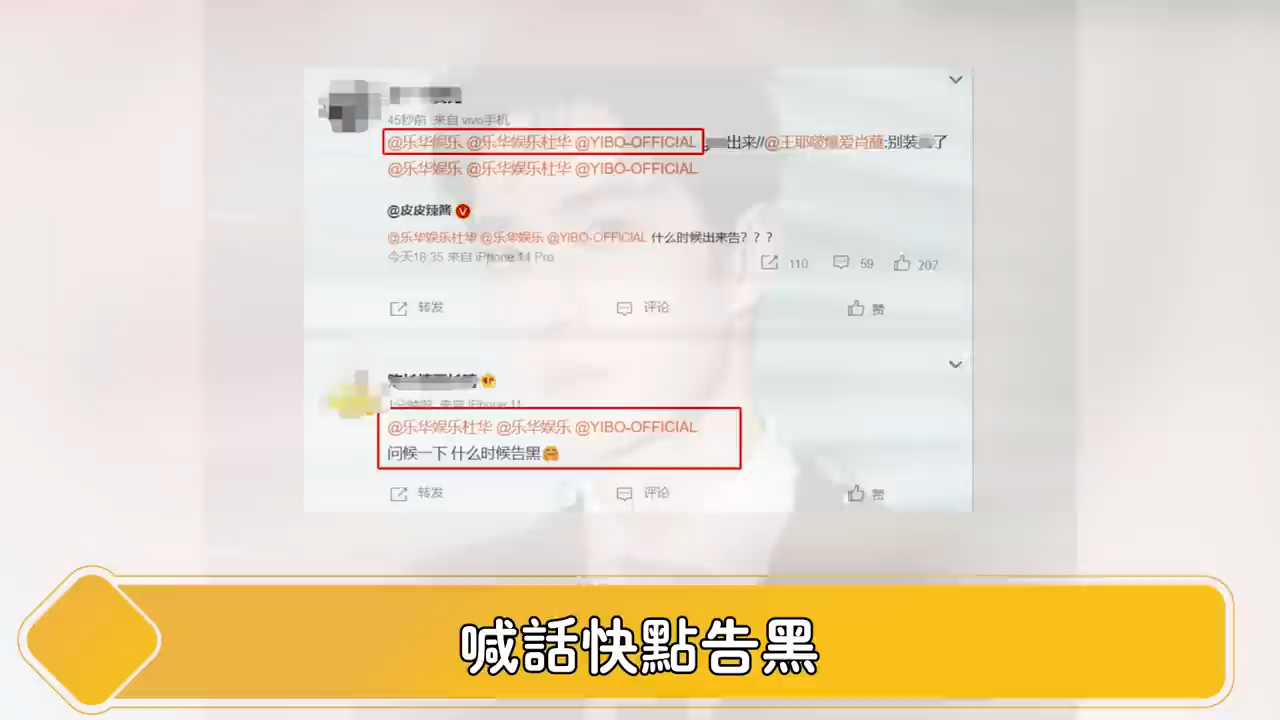 45秒前 来自 vivo手机
@乐华娱乐 @乐华娱乐杜华 @YIBO-OFFICIAL 出来//@王耶啵爆爱肖蘸:别装 了
@乐华娱乐 @乐华娱乐杜华 @YIBO-OFFICIAL
@皮皮辣酱
@乐华娱乐杜华 @乐华娱乐 @YIBO-OFFICIAL 什么时候出来告？？？
今天18:35 来自 iPhone 14 Pro
110 59 207
转发 评论 赞
来自 iPhone 11
@乐华娱乐杜华 @乐华娱乐 @YIBO-OFFICIAL
问候一下 什么时候告黑
转发 评论 赞
喊話快點告黑